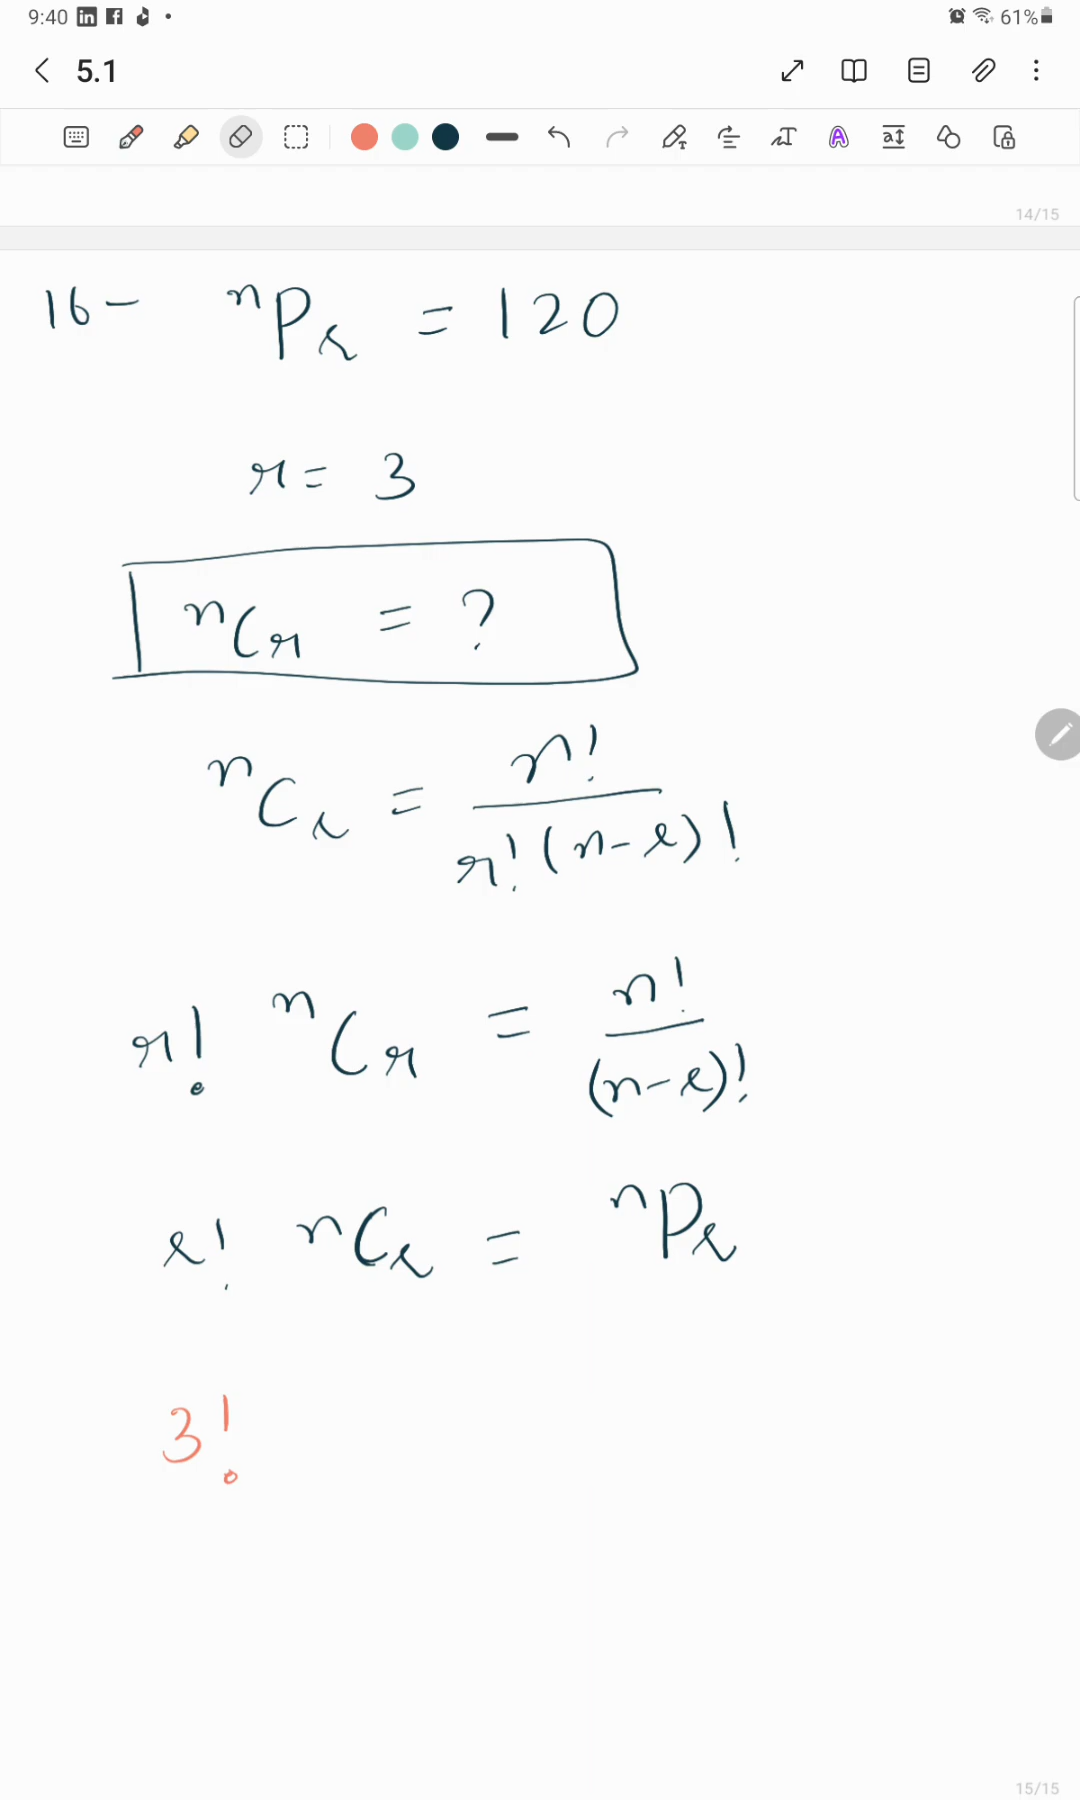 9:40 61%
5.1
14/15
16- ⁿPᵣ = 120
r = 3
ⁿCᵣ = ?
ⁿCᵣ = n! / r!(n-r)!
r! ⁿCᵣ = n! / (n-r)!
r! ⁿCᵣ = ⁿPᵣ
3!
15/15